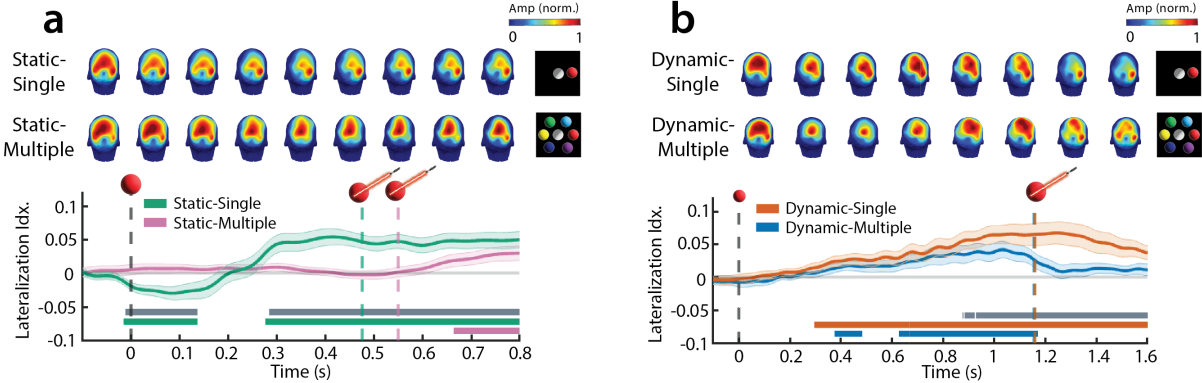 a
Amp (norm.)
0 1
Static-
Single
Static-
Multiple
Lateralization Idx.
0.1
0.05
0
-0.05
-0.1
Static-Single
Static-Multiple
0 0.1 0.2 0.3 0.4 0.5 0.6 0.7 0.8
Time (s)
b
Amp (norm.)
0 1
Dynamic-
Single
Dynamic-
Multiple
Lateralization Idx.
0.1
0.05
0
-0.05
-0.1
Dynamic-Single
Dynamic-Multiple
0 0.2 0.4 0.6 0.8 1 1.2 1.4 1.6
Time (s)